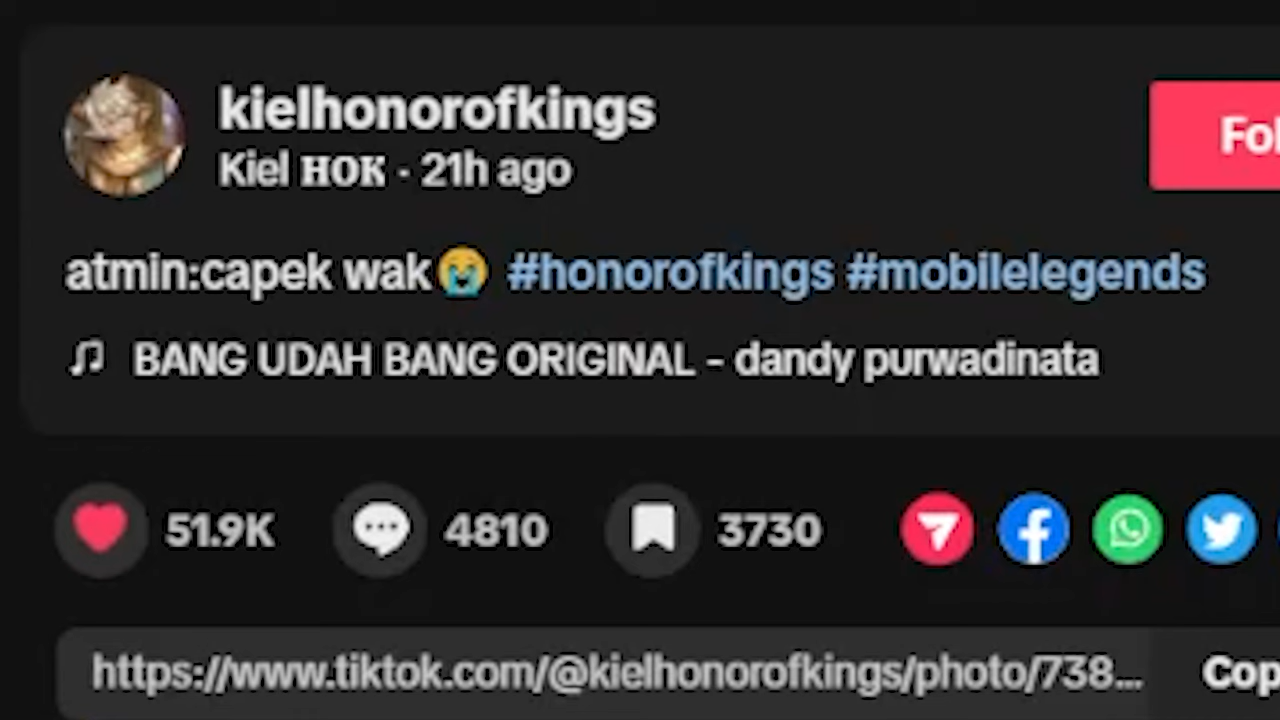 kielhonorofkings
Kiel HOK · 21h ago
Fol
atmin:capek wak😭 #honorofkings #mobilelegends
BANG UDAH BANG ORIGINAL - dandy purwadinata
51.9K 4810 3730
https://www.tiktok.com/@kielhonorofkings/photo/738... Cop